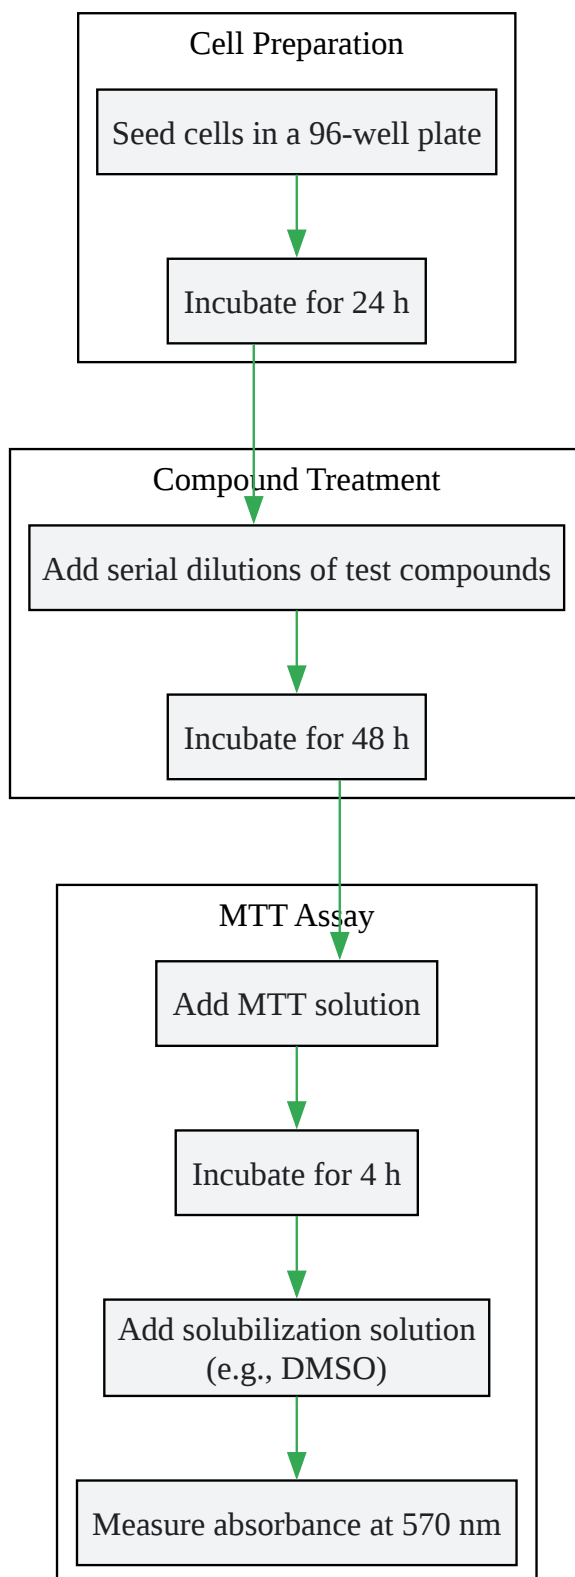 Cell Preparation
Seed cells in a 96-well plate
Incubate for 24 h
Compound Treatment
Add serial dilutions of test compounds
Incubate for 48 h
MTT Assay
Add MTT solution
Incubate for 4 h
Add solubilization solution
(e.g., DMSO)
Measure absorbance at 570 nm